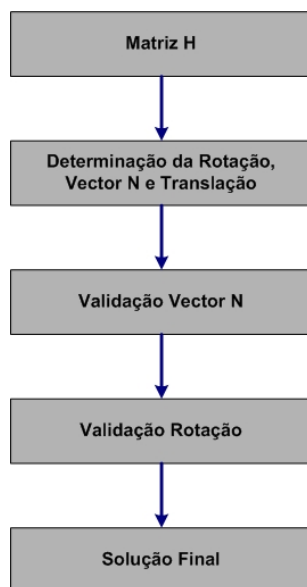 Matriz H
Determinação da Rotação,
Vector N e Translação
Validação Vector N
Validação Rotação
Solução Final